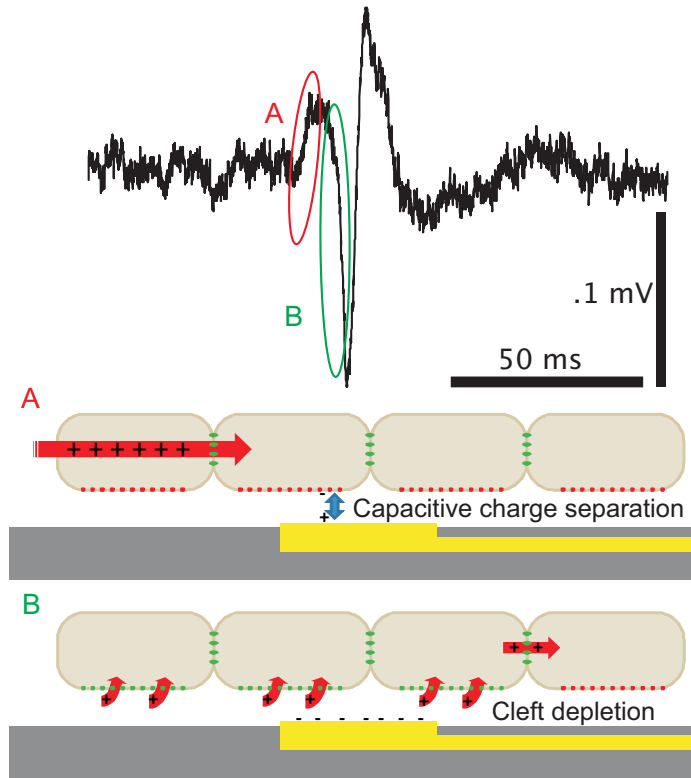 A
B
.1 mV
50 ms
A
+ + + + + +
-
+
Capacitive charge separation
B
+ +
+ + + + + +
- - - - - - -
Cleft depletion